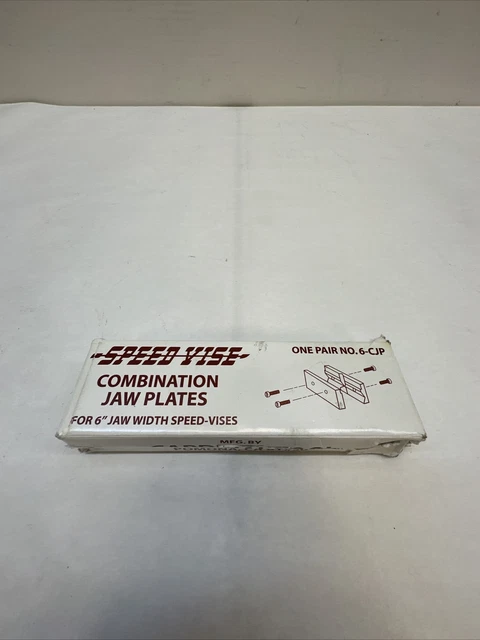 SPEED-VISE
ONE PAIR NO. 6-CJP
COMBINATION
JAW PLATES
FOR 6" JAW WIDTH SPEED-VISES
MFG. BY